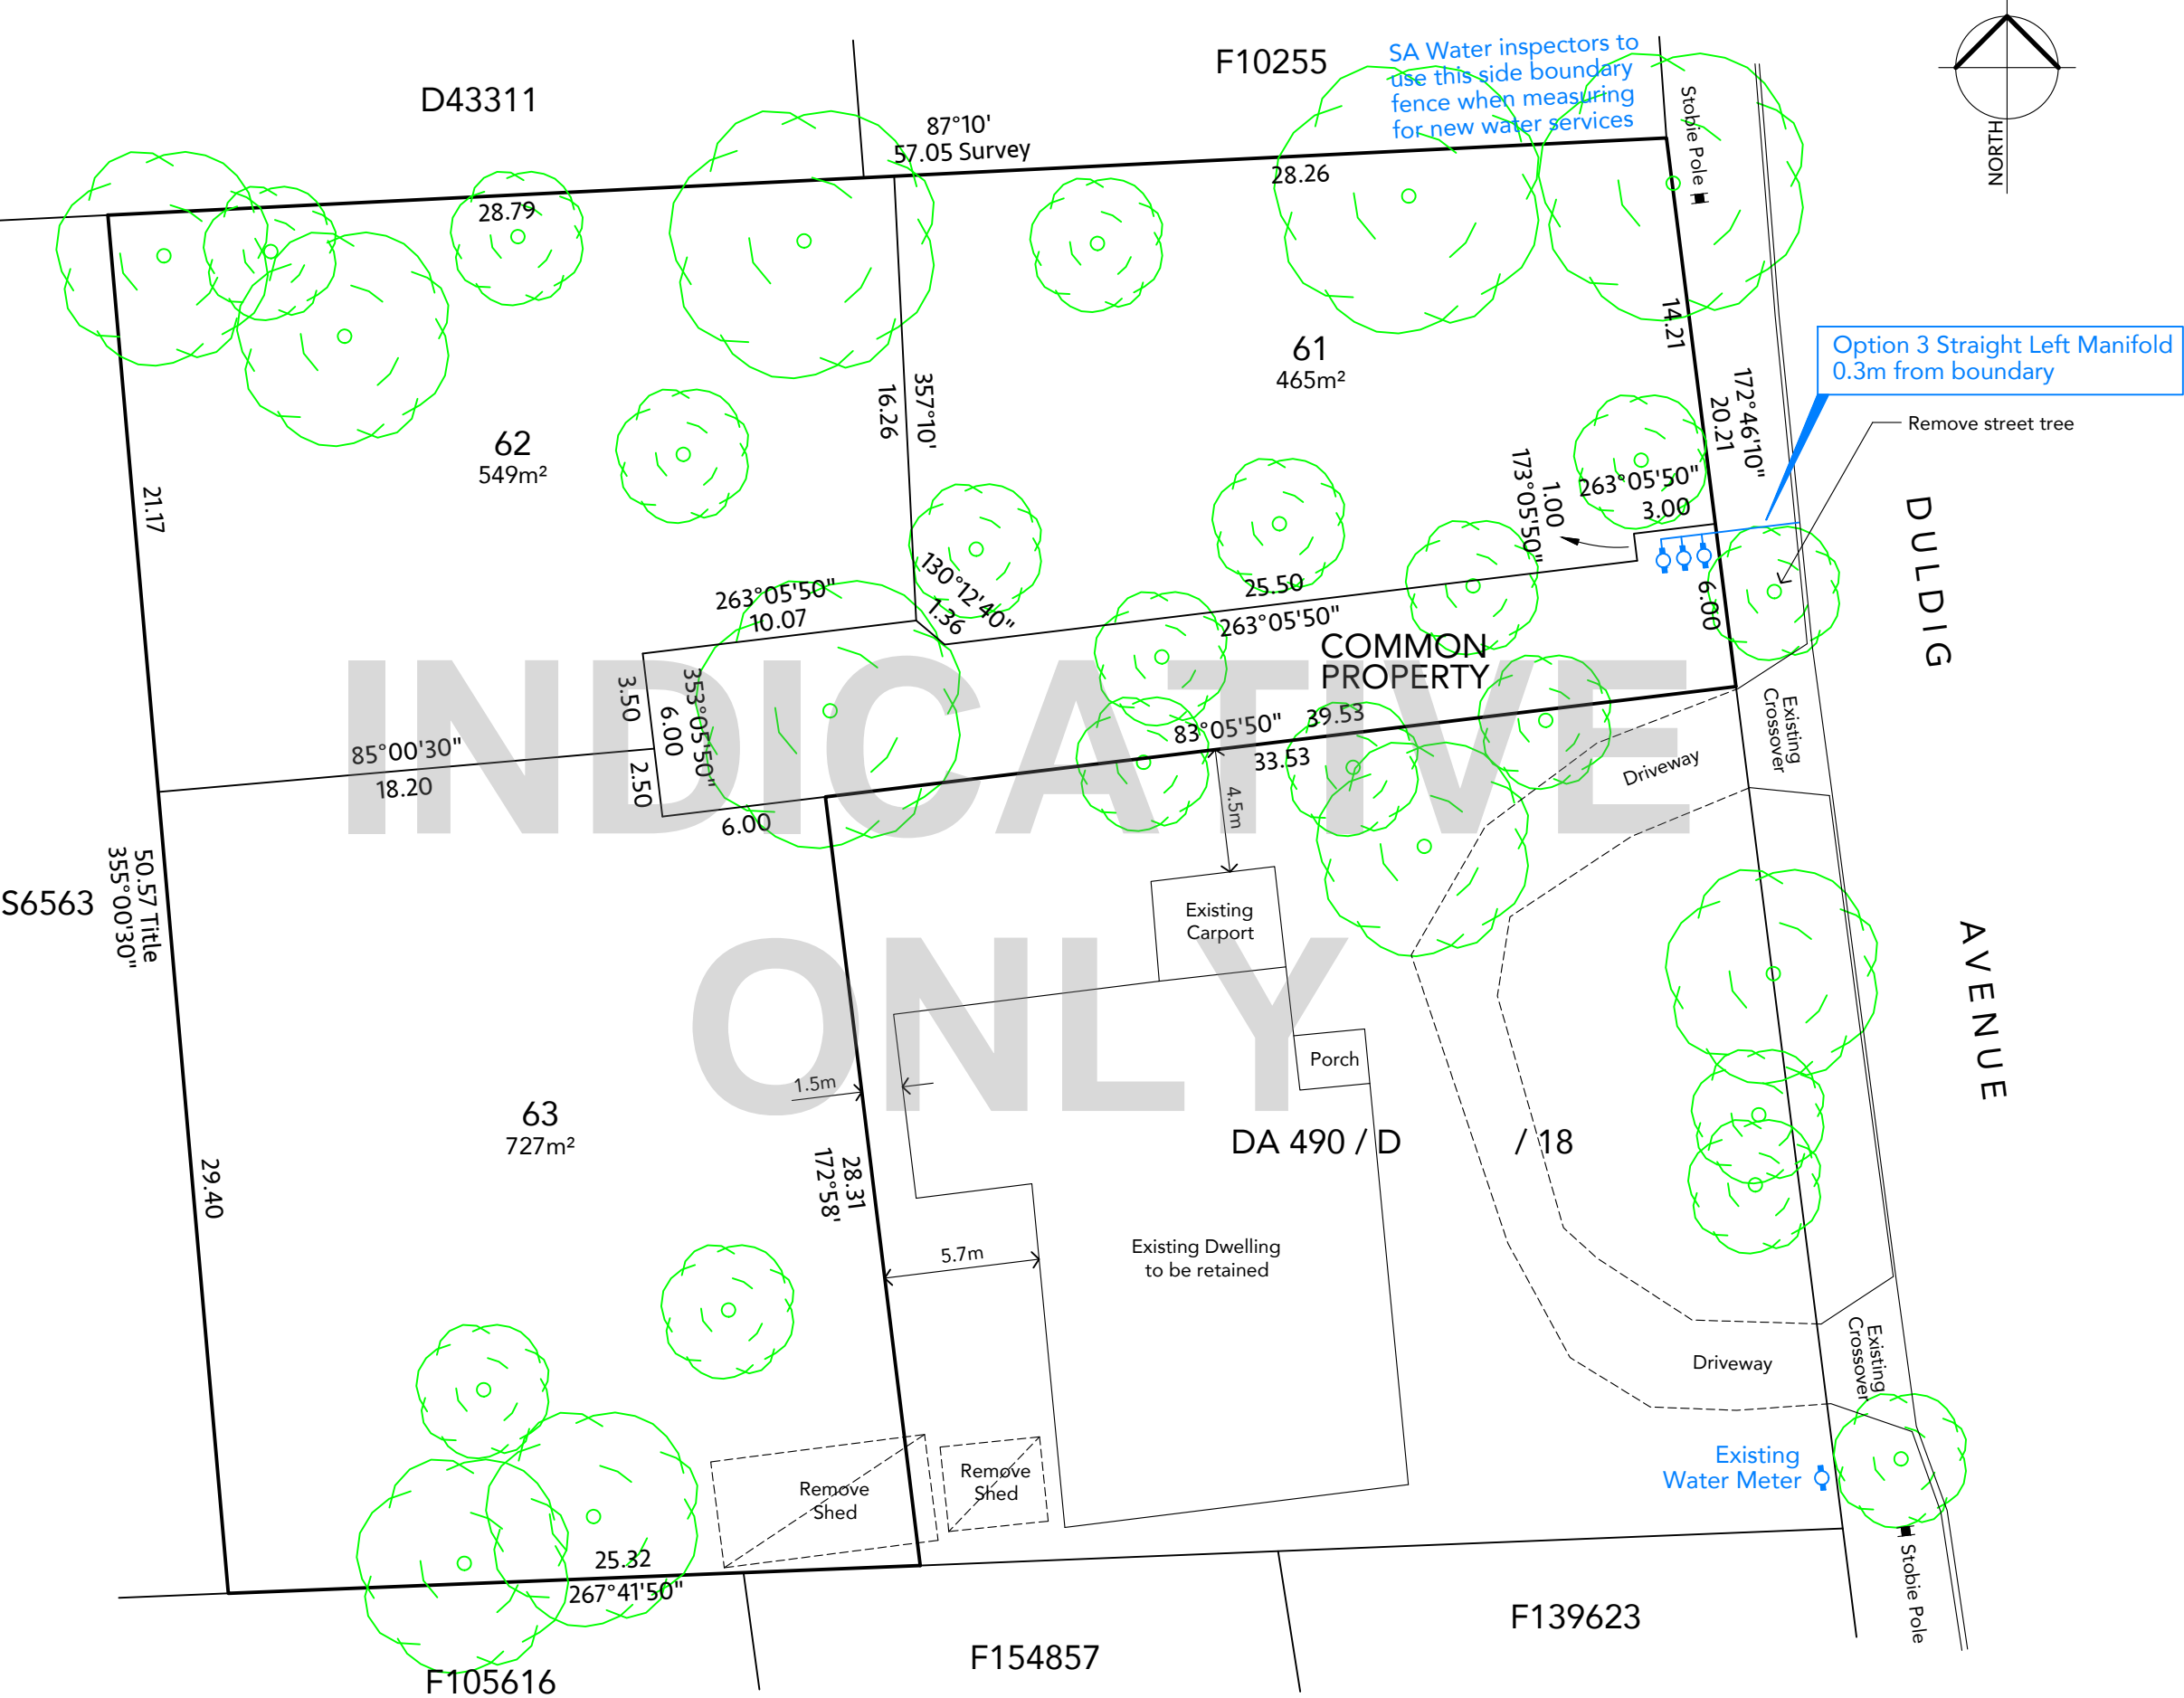 D43311
F10255
SA Water inspectors to
use this side boundary
fence when measuring
for new water services
Stobie Pole
NORTH
87°10'
57.05 Survey
28.26
28.79
14.21
61
465m²
Option 3 Straight Left Manifold
0.3m from boundary
172°46'10"
20.21
Remove street tree
357°10'
16.26
62
549m²
21.17
173°05'50"
1.00
263°05'50"
3.00
6.00
DULDIG
AVENUE
130°12'40"
1.36
263°05'50"
10.07
25.50
263°05'50"
COMMON
PROPERTY
INDICATIVE
ONLY
3.50
6.00
353°05'50"
2.50
85°00'30"
18.20
6.00
83°05'50"
39.53
33.53
4.5m
Driveway
Existing
Crossover
50.57 Title
355°00'30"
S6563
Existing
Carport
Porch
1.5m
63
727m²
DA 490 / D
/ 18
28.31
172°58'
29.40
5.7m
Existing Dwelling
to be retained
Driveway
Existing
Crossover
Existing
Water Meter
Remove
Shed
Remove
Shed
25.32
267°41'50"
Stobie Pole
F105616
F154857
F139623